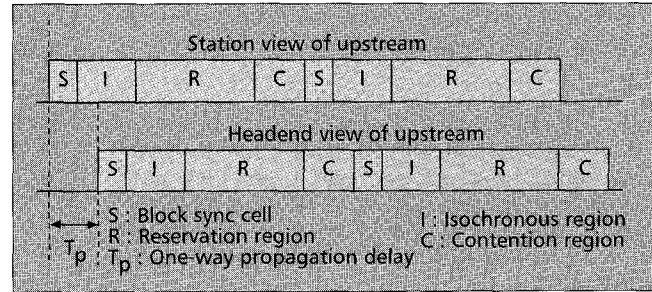 Station view of upstream
S I R C S I R C
Headend view of upstream
S I R C S I R C
Tp
S : Block sync cell
R : Reservation region
Tp : One-way propagation delay
I : Isochronous region
C : Contention region